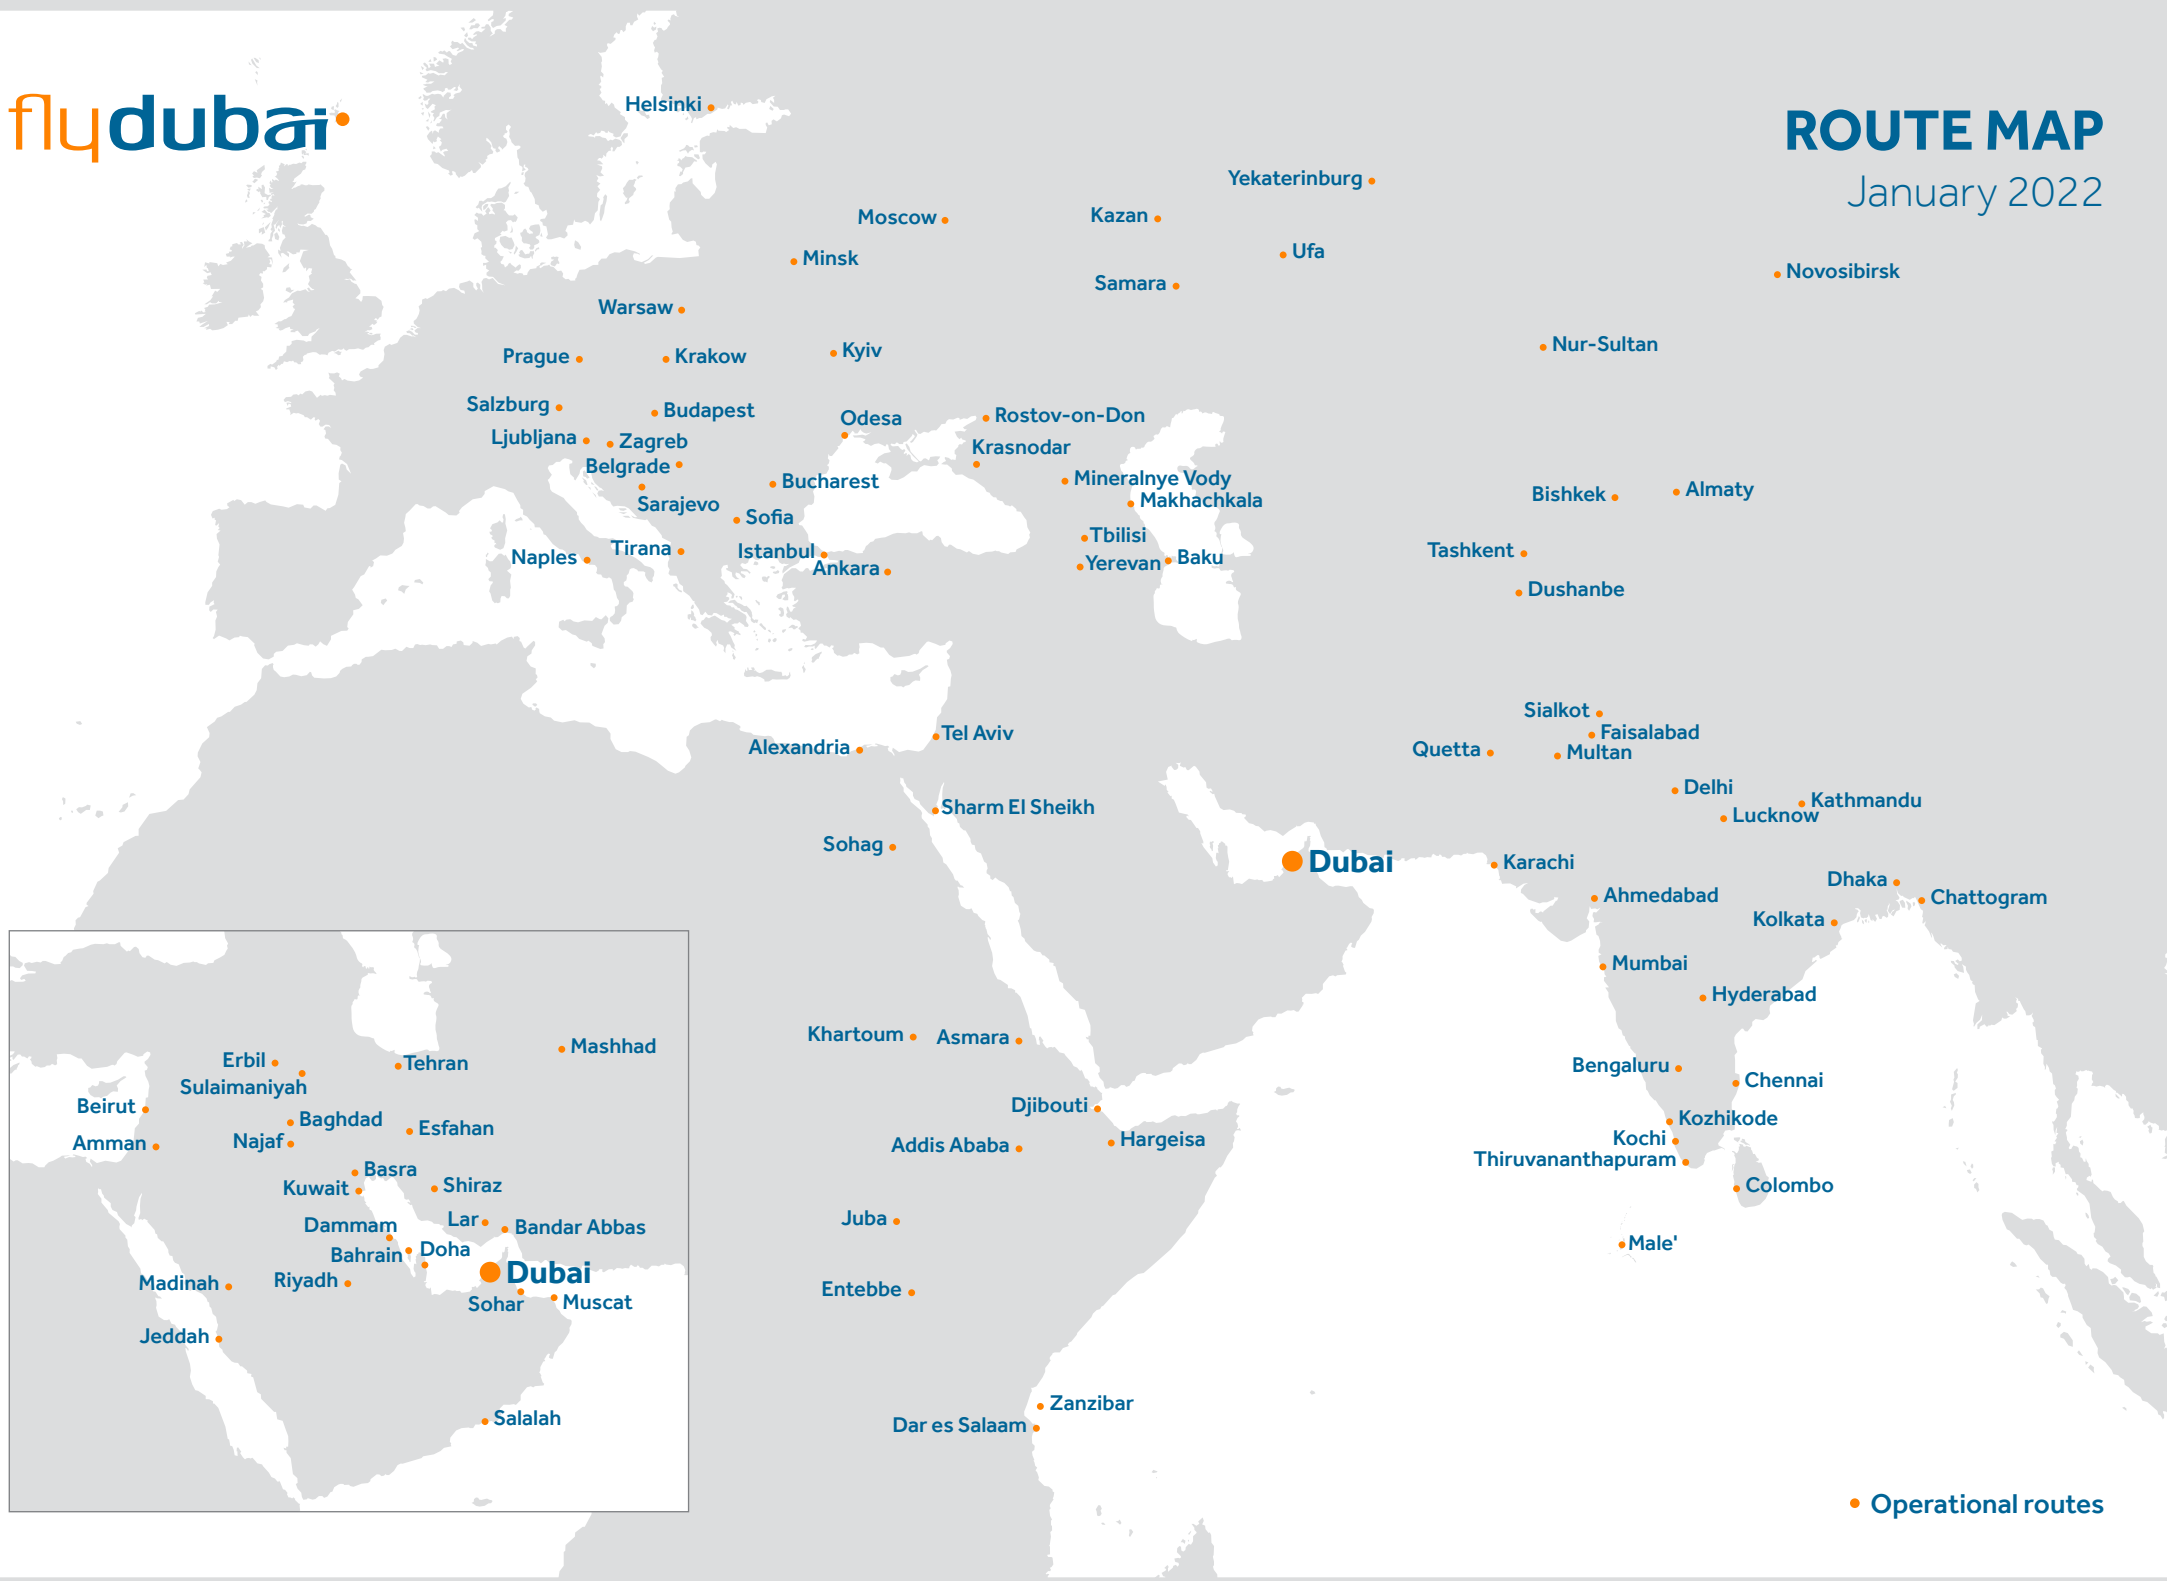 flydubai
ROUTE MAP
January 2022
Helsinki
Yekaterinburg
Moscow
Kazan
Minsk
Ufa
Samara
Novosibirsk
Warsaw
Prague
Krakow
Kyiv
Nur-Sultan
Salzburg
Budapest
Odesa
Rostov-on-Don
Ljubljana
Zagreb
Krasnodar
Belgrade
Mineralnye Vody
Bucharest
Sarajevo
Makhachkala
Bishkek
Almaty
Sofia
Tbilisi
Naples
Tirana
Istanbul
Ankara
Yerevan
Baku
Tashkent
Dushanbe
Sialkot
Faisalabad
Quetta
Multan
Alexandria
Tel Aviv
Delhi
Kathmandu
Lucknow
Sharm El Sheikh
Sohag
Dubai
Karachi
Dhaka
Ahmedabad
Chattogram
Kolkata
Mumbai
Hyderabad
Khartoum
Asmara
Bengaluru
Chennai
Djibouti
Kozhikode
Kochi
Addis Ababa
Hargeisa
Thiruvananthapuram
Colombo
Juba
Male'
Entebbe
Zanzibar
Dar es Salaam
Mashhad
Erbil
Tehran
Sulaimaniyah
Beirut
Baghdad
Esfahan
Amman
Najaf
Basra
Kuwait
Shiraz
Lar
Dammam
Bandar Abbas
Bahrain
Doha
Dubai
Madinah
Riyadh
Sohar
Muscat
Jeddah
Salalah
Operational routes